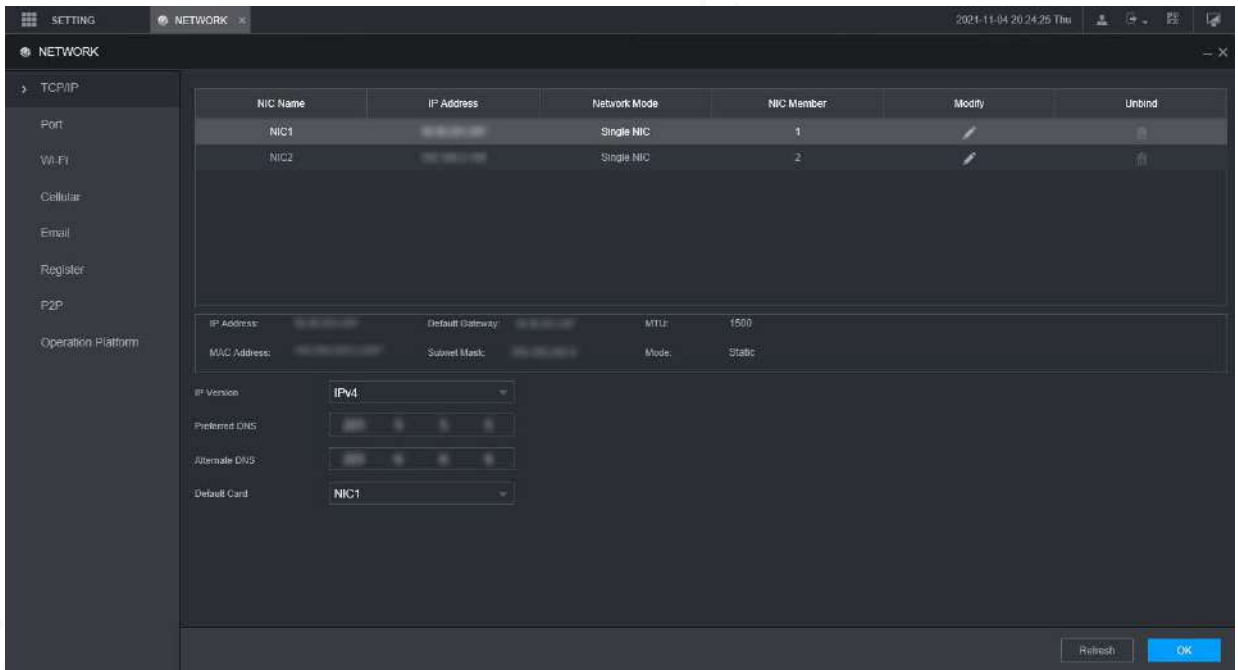 SETTING NETWORK × 2021-11-04 20:24:25 Thu
NETWORK
TCP/IP
NIC Name IP Address Network Mode NIC Member Modify Unbind
Port
NIC1 Single NIC 1
NIC2 Single NIC 2
Wi-Fi
Cellular
Email
Register
P2P
IP Address: Default Gateway: MTU: 1500
Operation Platform
MAC Address: Subnet Mask: Mode: Static
IP Version IPv4
Preferred DNS
Alternate DNS
Default Card NIC1
Refresh OK